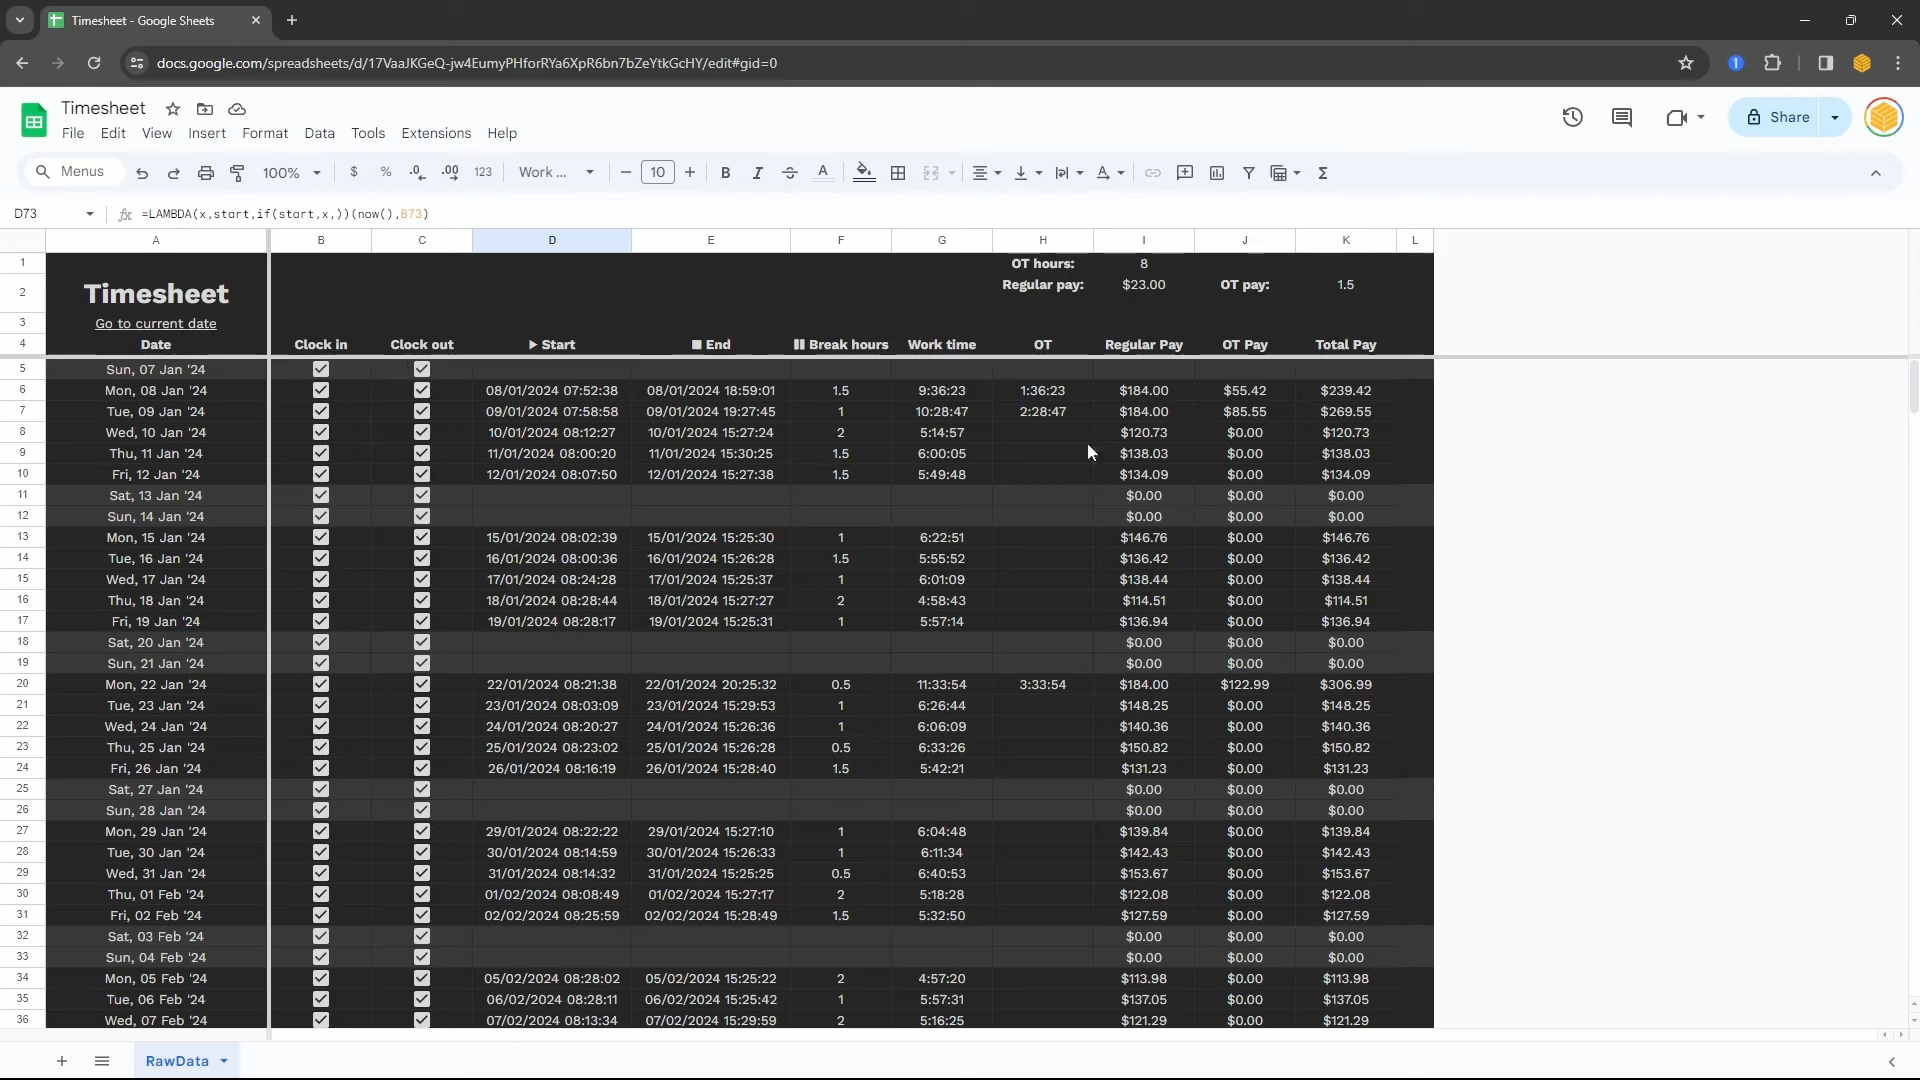 Timesheet - Google Sheets
docs.google.com/spreadsheets/d/17VaaJKGeQ-jw4EumyPHforRYa6XpR6bn7bZeYtkGcHY/edit#gid=0
Timesheet
File Edit View Insert Format Data Tools Extensions Help
Share
Menus 100% $ % .0 .00 123 Work ... 10 B I A
D73 fx =LAMBDA(x,start,if(start,x,))(now(),B73)
A B C D E F G H I J K L
1 OT hours: 8
2 Timesheet Regular pay: $23.00 OT pay: 1.5
3 Go to current date
4 Date Clock in Clock out Start End Break hours Work time OT Regular Pay OT Pay Total Pay
5 Sun, 07 Jan '24
6 Mon, 08 Jan '24 08/01/2024 07:52:38 08/01/2024 18:59:01 1.5 9:36:23 1:36:23 $184.00 $55.42 $239.42
7 Tue, 09 Jan '24 09/01/2024 07:58:58 09/01/2024 19:27:45 1 10:28:47 2:28:47 $184.00 $85.55 $269.55
8 Wed, 10 Jan '24 10/01/2024 08:12:27 10/01/2024 15:27:24 2 5:14:57 $120.73 $0.00 $120.73
9 Thu, 11 Jan '24 11/01/2024 08:00:20 11/01/2024 15:30:25 1.5 6:00:05 $138.03 $0.00 $138.03
10 Fri, 12 Jan '24 12/01/2024 08:07:50 12/01/2024 15:27:38 1.5 5:49:48 $134.09 $0.00 $134.09
11 Sat, 13 Jan '24 $0.00 $0.00 $0.00
12 Sun, 14 Jan '24 $0.00 $0.00 $0.00
13 Mon, 15 Jan '24 15/01/2024 08:02:39 15/01/2024 15:25:30 1 6:22:51 $146.76 $0.00 $146.76
14 Tue, 16 Jan '24 16/01/2024 08:00:36 16/01/2024 15:26:28 1.5 5:55:52 $136.42 $0.00 $136.42
15 Wed, 17 Jan '24 17/01/2024 08:24:28 17/01/2024 15:25:37 1 6:01:09 $138.44 $0.00 $138.44
16 Thu, 18 Jan '24 18/01/2024 08:28:44 18/01/2024 15:27:27 2 4:58:43 $114.51 $0.00 $114.51
17 Fri, 19 Jan '24 19/01/2024 08:28:17 19/01/2024 15:25:31 1 5:57:14 $136.94 $0.00 $136.94
18 Sat, 20 Jan '24 $0.00 $0.00 $0.00
19 Sun, 21 Jan '24 $0.00 $0.00 $0.00
20 Mon, 22 Jan '24 22/01/2024 08:21:38 22/01/2024 20:25:32 0.5 11:33:54 3:33:54 $184.00 $122.99 $306.99
21 Tue, 23 Jan '24 23/01/2024 08:03:09 23/01/2024 15:29:53 1 6:26:44 $148.25 $0.00 $148.25
22 Wed, 24 Jan '24 24/01/2024 08:20:27 24/01/2024 15:26:36 1 6:06:09 $140.36 $0.00 $140.36
23 Thu, 25 Jan '24 25/01/2024 08:23:02 25/01/2024 15:26:28 0.5 6:33:26 $150.82 $0.00 $150.82
24 Fri, 26 Jan '24 26/01/2024 08:16:19 26/01/2024 15:28:40 1.5 5:42:21 $131.23 $0.00 $131.23
25 Sat, 27 Jan '24 $0.00 $0.00 $0.00
26 Sun, 28 Jan '24 $0.00 $0.00 $0.00
27 Mon, 29 Jan '24 29/01/2024 08:22:22 29/01/2024 15:27:10 1 6:04:48 $139.84 $0.00 $139.84
28 Tue, 30 Jan '24 30/01/2024 08:14:59 30/01/2024 15:26:33 1 6:11:34 $142.43 $0.00 $142.43
29 Wed, 31 Jan '24 31/01/2024 08:14:32 31/01/2024 15:25:25 0.5 6:40:53 $153.67 $0.00 $153.67
30 Thu, 01 Feb '24 01/02/2024 08:08:49 01/02/2024 15:27:17 2 5:18:28 $122.08 $0.00 $122.08
31 Fri, 02 Feb '24 02/02/2024 08:25:59 02/02/2024 15:28:49 1.5 5:32:50 $127.59 $0.00 $127.59
32 Sat, 03 Feb '24 $0.00 $0.00 $0.00
33 Sun, 04 Feb '24 $0.00 $0.00 $0.00
34 Mon, 05 Feb '24 05/02/2024 08:28:02 05/02/2024 15:25:22 2 4:57:20 $113.98 $0.00 $113.98
35 Tue, 06 Feb '24 06/02/2024 08:28:11 06/02/2024 15:25:42 1 5:57:31 $137.05 $0.00 $137.05
36 Wed, 07 Feb '24 07/02/2024 08:13:34 07/02/2024 15:29:59 2 5:16:25 $121.29 $0.00 $121.29
RawData